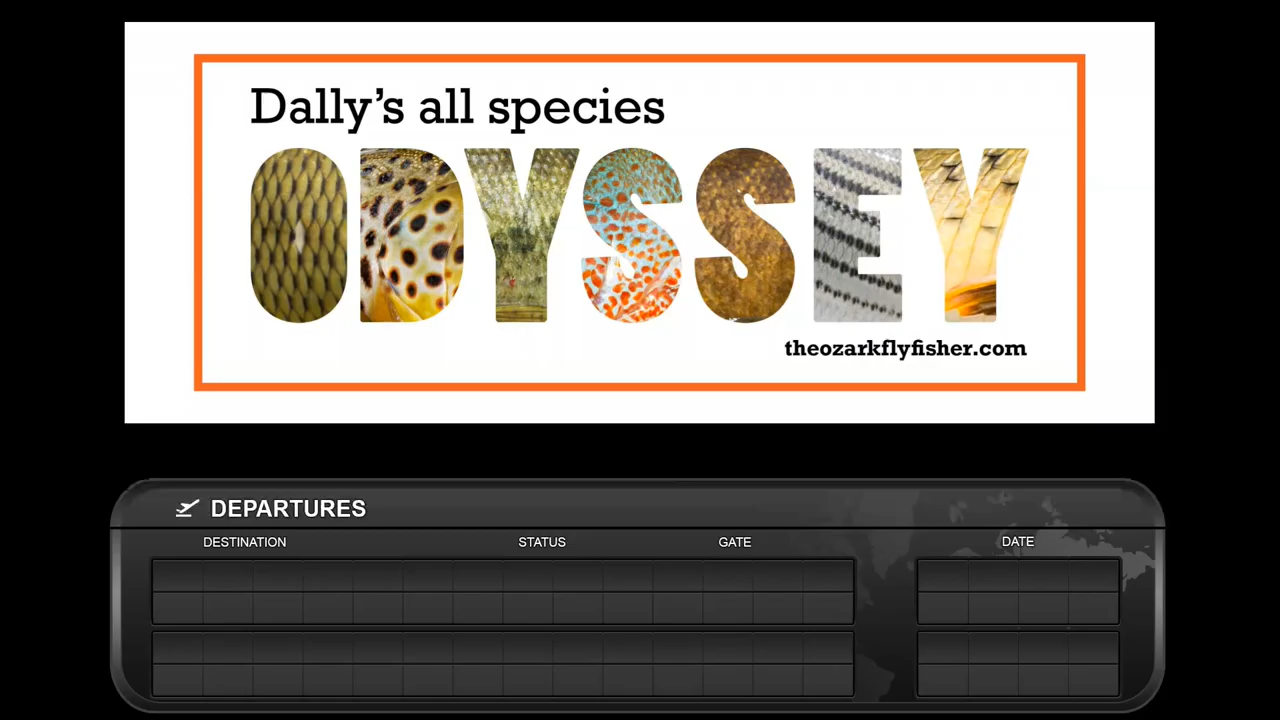 Dally's all species
ODYSSEY
theozarkflyfisher.com
DEPARTURES
DESTINATION STATUS GATE DATE